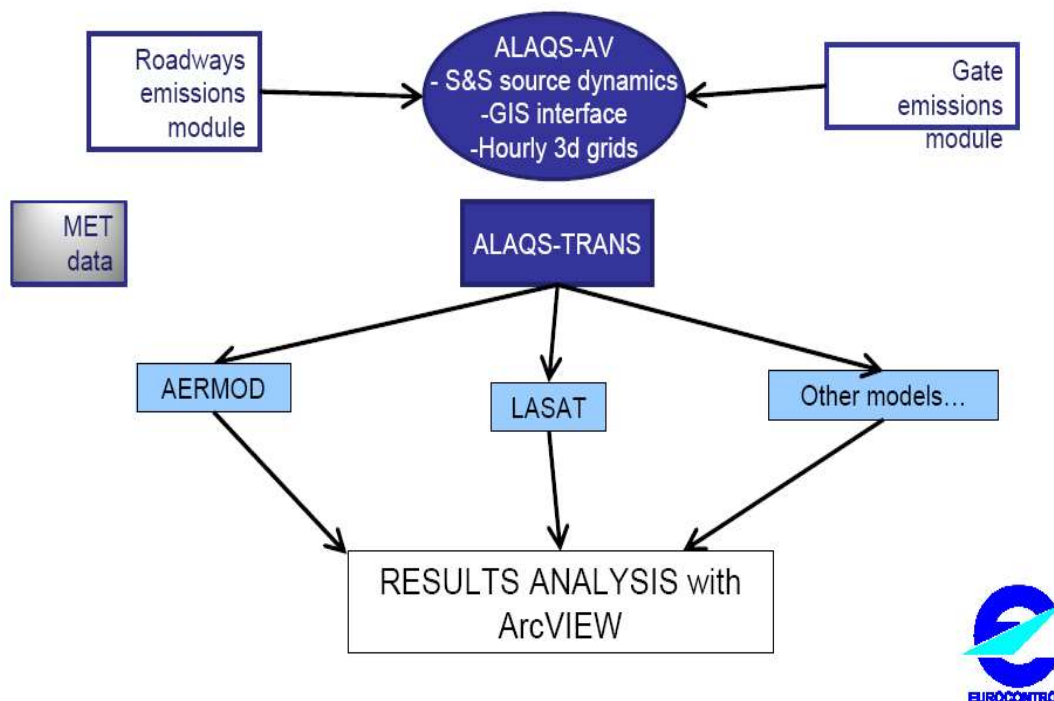 Roadways
emissions
module
ALAQS-AV
- S&S source dynamics
-GIS interface
-Hourly 3d grids
Gate
emissions
module
MET
data
ALAQS-TRANS
AERMOD
LASAT
Other models…
RESULTS ANALYSIS with
ArcVIEW
EUROCONTROL